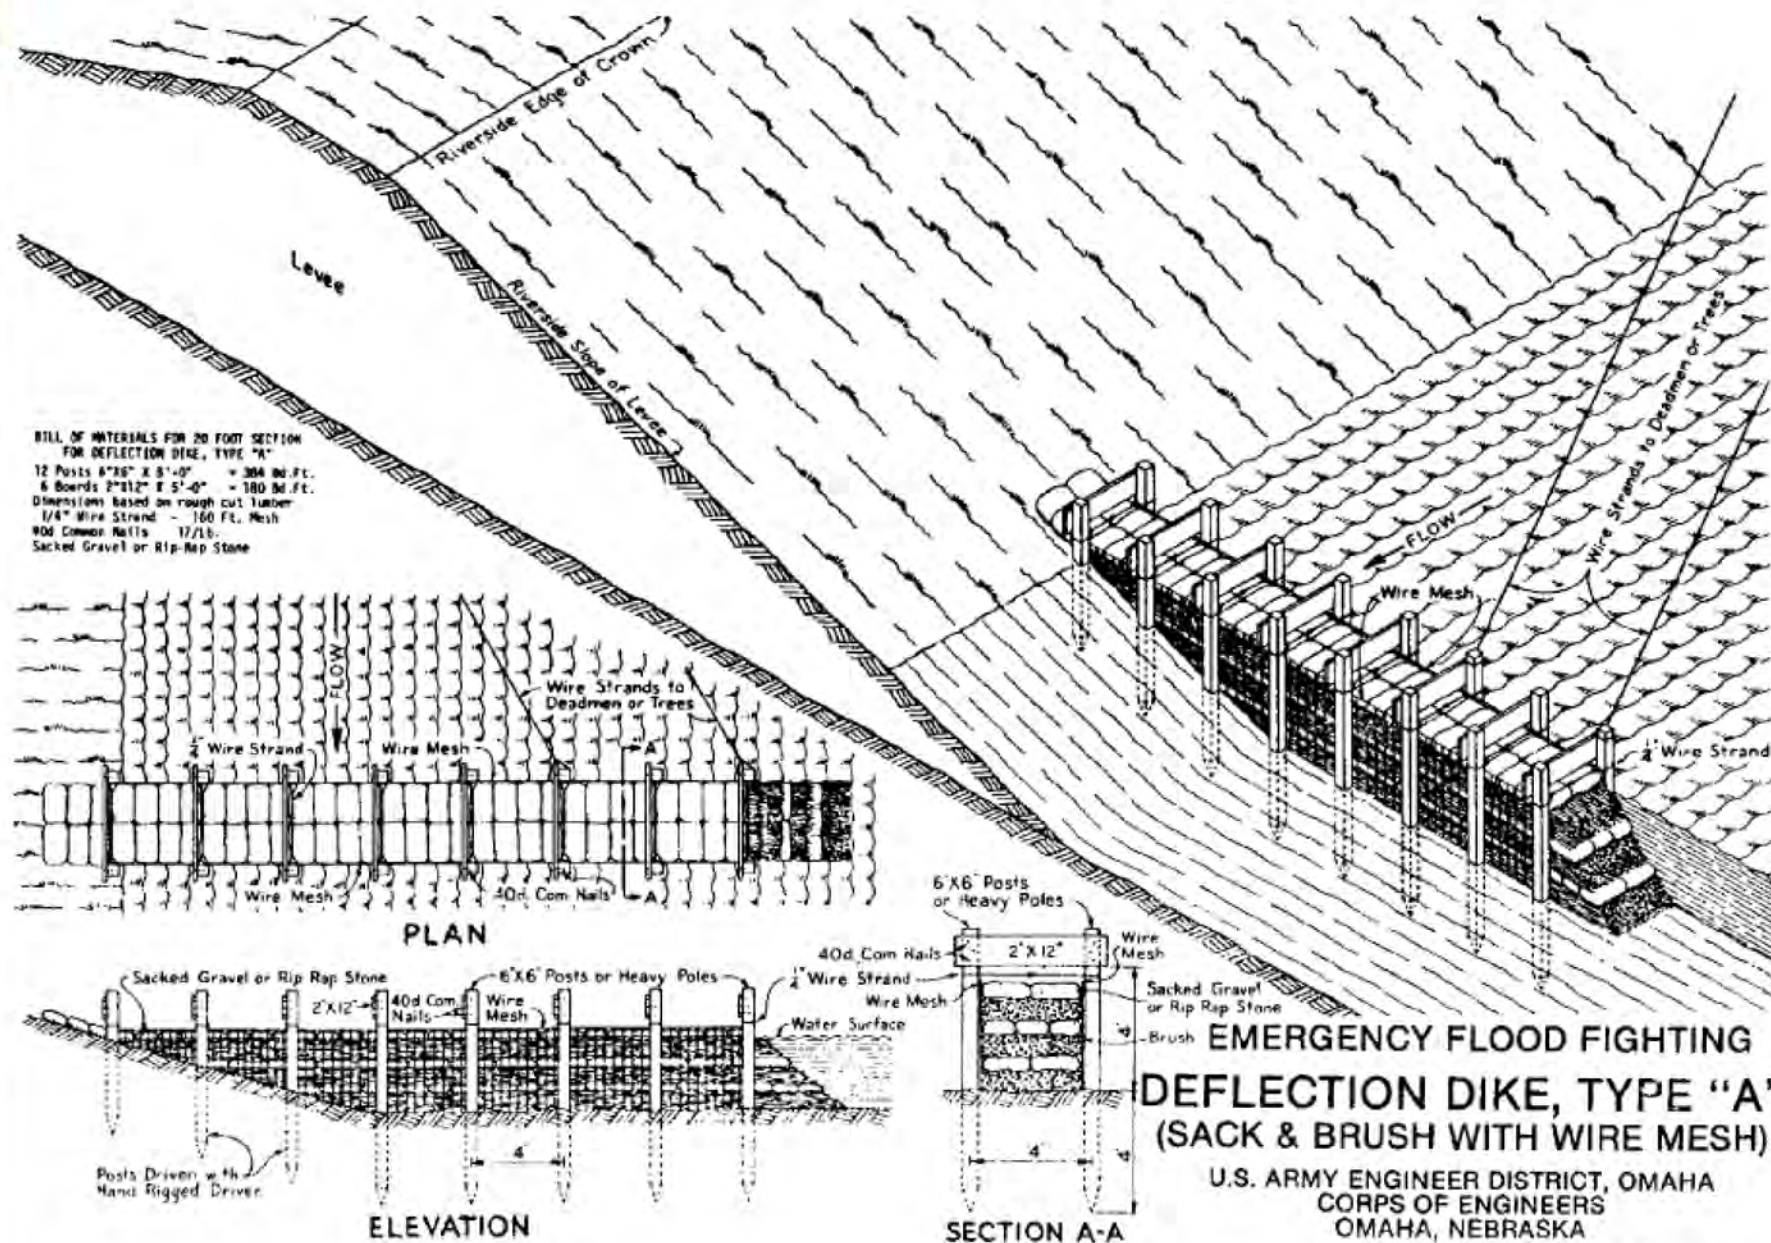 Riverside Edge of Crown
Levee
Riverside Slope of Levee
BILL OF MATERIALS FOR 20 FOOT SECTION
FOR DEFLECTION DIKE, TYPE "A"
12 Posts 6"X6" X 8'-0" = 384 Bd.Ft.
6 Boards 2"X12" X 5'-0" = 180 Bd.Ft.
Dimensions based on rough cut lumber
1/4" Wire Strand - 160 Ft. Mesh
40d Common Nails 17/Lb.
Sacked Gravel or Rip-Rap Stone
FLOW
Wire Strands to Deadmen or Trees
Wire Mesh
1/4" Wire Strand
FLOW
Wire Strands to
Deadmen or Trees
1/4" Wire Strand
Wire Mesh
A
Wire Mesh
40d Com Nails
A
PLAN
Sacked Gravel or Rip Rap Stone
6"X6" Posts or Heavy Poles
2"X12"
40d Com.
Nails
Wire
Mesh
Water Surface
4'
Posts Driven with
Hand Rigged Driver.
ELEVATION
6"X6" Posts
or Heavy Poles
40d Com Nails
2"X12"
Wire
Mesh
1/4" Wire Strand
Wire Mesh
Sacked Gravel
or Rip Rap Stone
Brush
4'
4'
4'
SECTION A-A
EMERGENCY FLOOD FIGHTING
DEFLECTION DIKE, TYPE "A"
(SACK & BRUSH WITH WIRE MESH)
U.S. ARMY ENGINEER DISTRICT, OMAHA
CORPS OF ENGINEERS
OMAHA, NEBRASKA